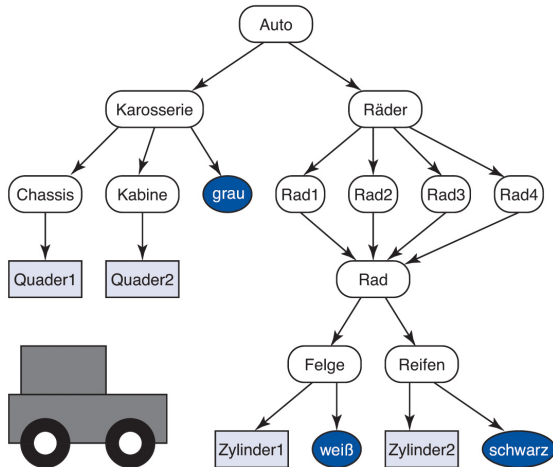 Auto
Karosserie
Räder
Chassis
Kabine
grau
Rad1
Rad2
Rad3
Rad4
Quader1
Quader2
Rad
Felge
Reifen
Zylinder1
weiß
Zylinder2
schwarz